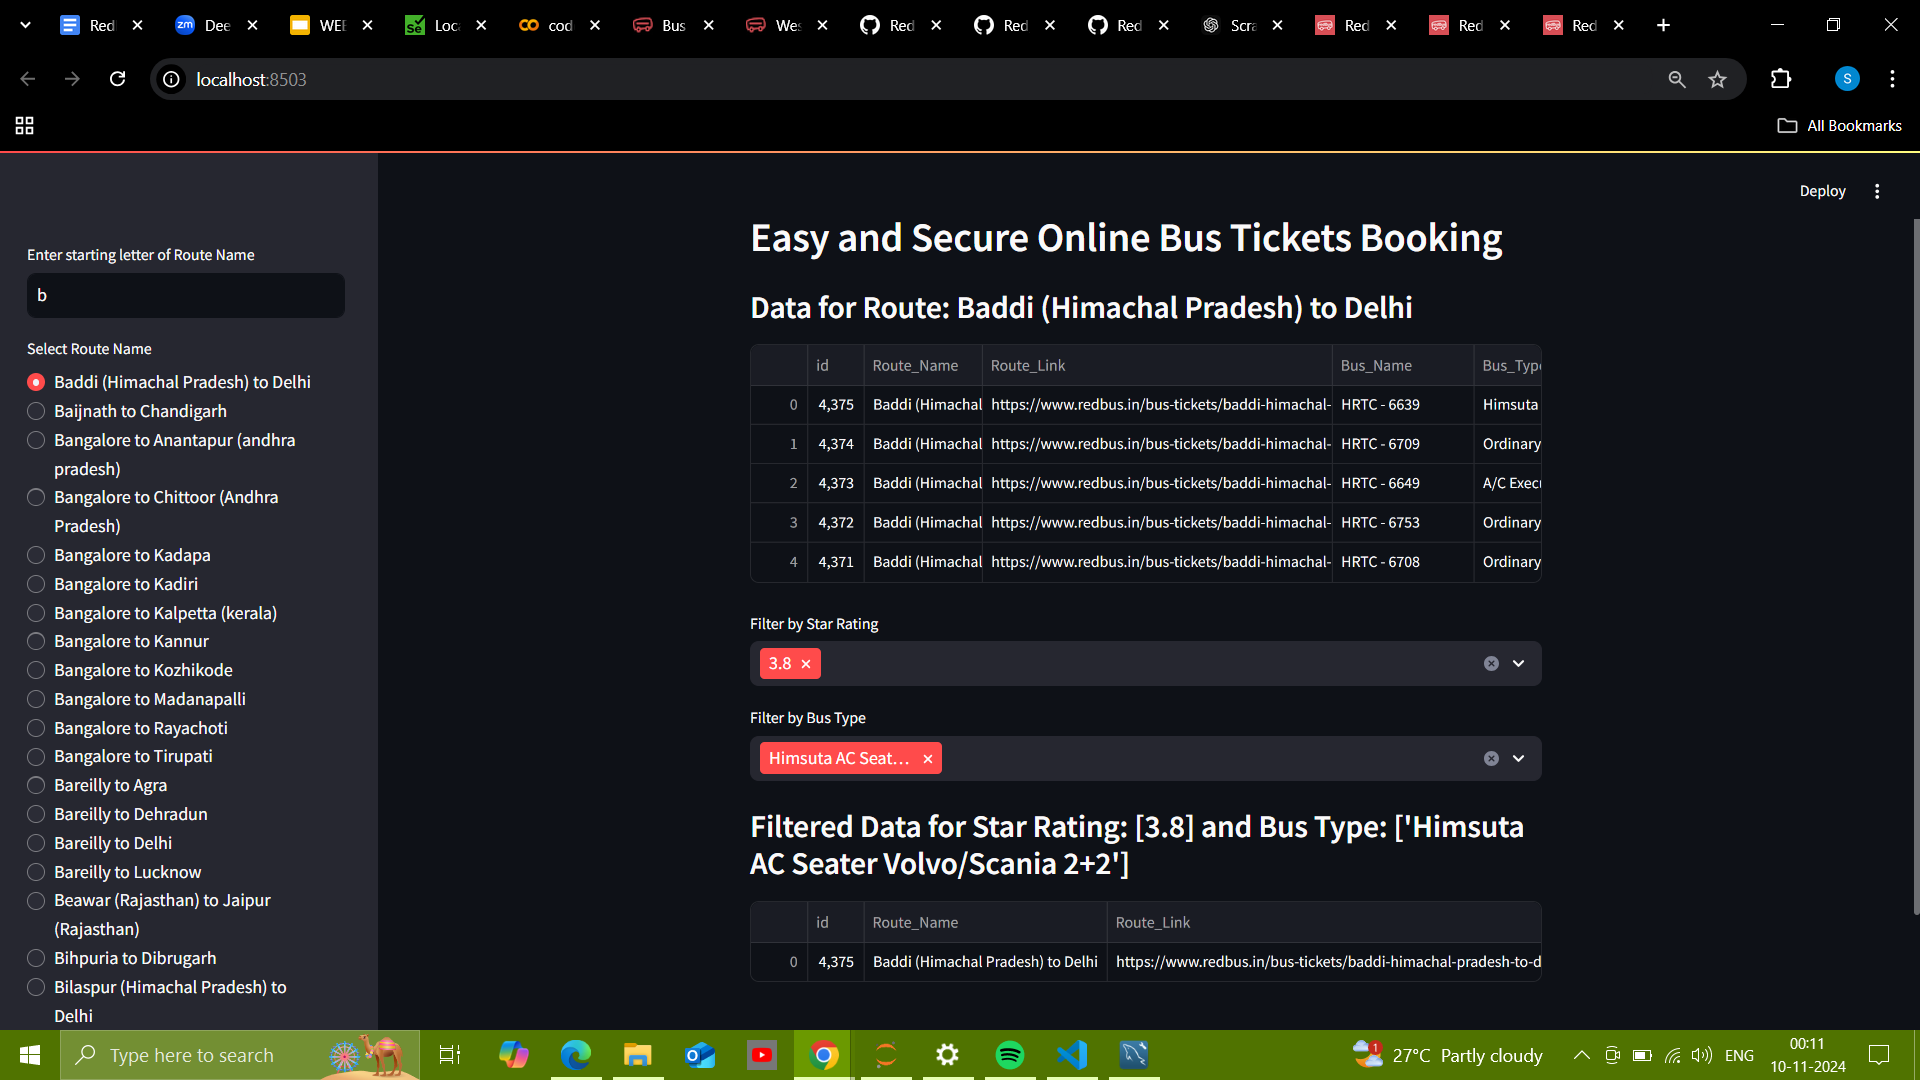 Red
Dee
WEE
Loca
cod
Bus
Wes
Red
Red
Red
Scra
Red
Red
Red
localhost:8503
S
All Bookmarks
Deploy
Enter starting letter of Route Name
b
Select Route Name
Baddi (Himachal Pradesh) to Delhi
Baijnath to Chandigarh
Bangalore to Anantapur (andhra
pradesh)
Bangalore to Chittoor (Andhra
Pradesh)
Bangalore to Kadapa
Bangalore to Kadiri
Bangalore to Kalpetta (kerala)
Bangalore to Kannur
Bangalore to Kozhikode
Bangalore to Madanapalli
Bangalore to Rayachoti
Bangalore to Tirupati
Bareilly to Agra
Bareilly to Dehradun
Bareilly to Delhi
Bareilly to Lucknow
Beawar (Rajasthan) to Jaipur
(Rajasthan)
Bihpuria to Dibrugarh
Bilaspur (Himachal Pradesh) to
Delhi
Easy and Secure Online Bus Tickets Booking
Data for Route: Baddi (Himachal Pradesh) to Delhi
id Route_Name Route_Link Bus_Name Bus_Type
0 4,375 Baddi (Himachal https://www.redbus.in/bus-tickets/baddi-himachal- HRTC - 6639 Himsuta
1 4,374 Baddi (Himachal https://www.redbus.in/bus-tickets/baddi-himachal- HRTC - 6709 Ordinary
2 4,373 Baddi (Himachal https://www.redbus.in/bus-tickets/baddi-himachal- HRTC - 6649 A/C Exec
3 4,372 Baddi (Himachal https://www.redbus.in/bus-tickets/baddi-himachal- HRTC - 6753 Ordinary
4 4,371 Baddi (Himachal https://www.redbus.in/bus-tickets/baddi-himachal- HRTC - 6708 Ordinary
Filter by Star Rating
3.8
Filter by Bus Type
Himsuta AC Seat...
Filtered Data for Star Rating: [3.8] and Bus Type: ['Himsuta
AC Seater Volvo/Scania 2+2']
id Route_Name Route_Link
0 4,375 Baddi (Himachal Pradesh) to Delhi https://www.redbus.in/bus-tickets/baddi-himachal-pradesh-to-d
Type here to search
1
27°C Partly cloudy
ENG
00:11
10-11-2024